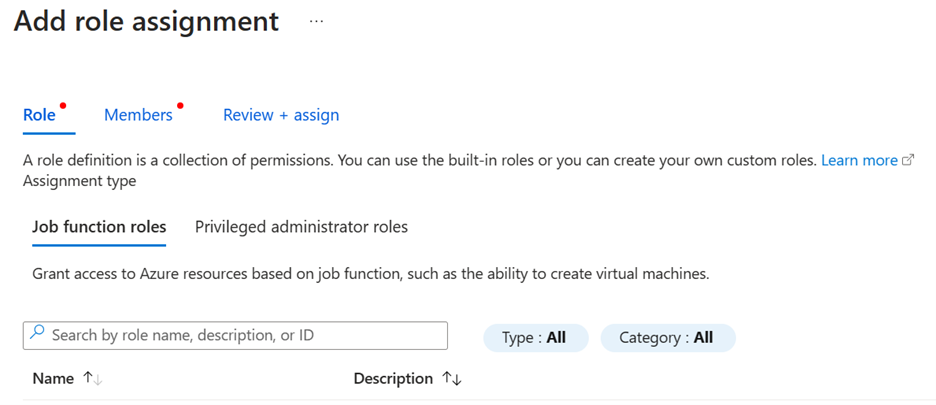 Add role assignment ...
Role Members Review + assign
A role definition is a collection of permissions. You can use the built-in roles or you can create your own custom roles. Learn more
Assignment type
Job function roles Privileged administrator roles
Grant access to Azure resources based on job function, such as the ability to create virtual machines.
Search by role name, description, or ID Type : All Category : All
Name ↑↓ Description ↑↓